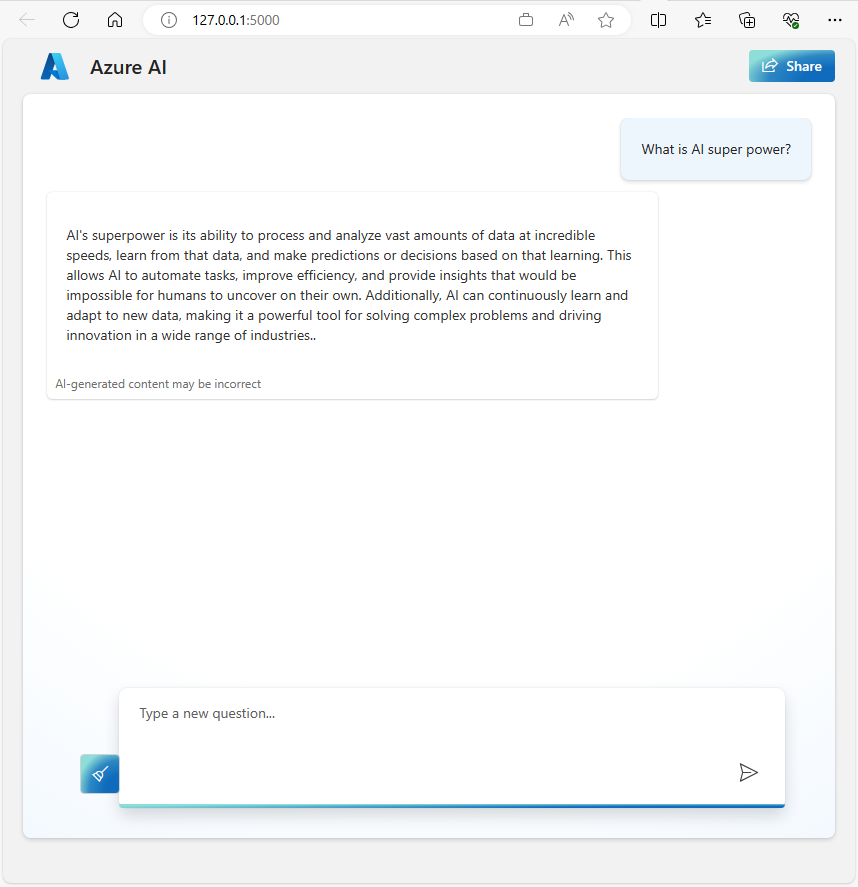 127.0.0.1:5000
Azure AI
Share
What is AI super power?
AI's superpower is its ability to process and analyze vast amounts of data at incredible
speeds, learn from that data, and make predictions or decisions based on that learning. This
allows AI to automate tasks, improve efficiency, and provide insights that would be
impossible for humans to uncover on their own. Additionally, AI can continuously learn and
adapt to new data, making it a powerful tool for solving complex problems and driving
innovation in a wide range of industries..
AI-generated content may be incorrect
Type a new question...